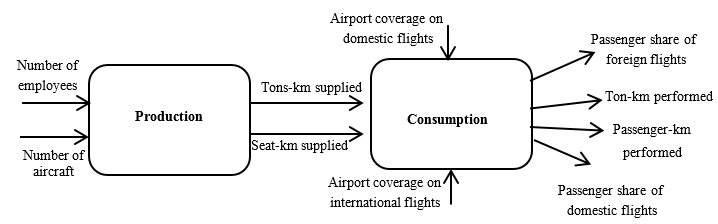 Number of
employees
Number of
aircraft
Production
Tons-km supplied
Seat-km supplied
Airport coverage on
domestic flights
Consumption
Airport coverage on
international flights
Passenger share of
foreign flights
Ton-km performed
Passenger-km
performed
Passenger share of
domestic flights